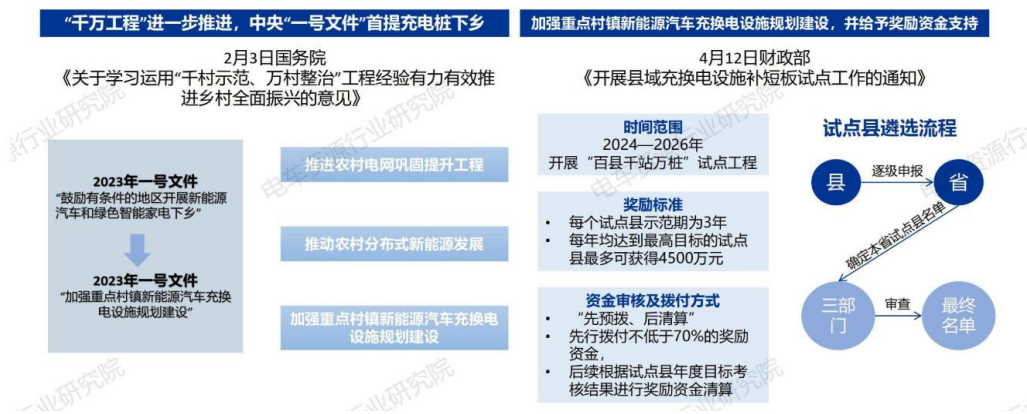 “千万工程”进一步推进，中央“一号文件”首提充电桩下乡
2月3日国务院
《关于学习运用“千村示范、万村整治”工程经验有力有效推
进乡村全面振兴的意见》
2023年一号文件
“鼓励有条件的地区开展新能源
汽车和绿色智能家电下乡”
2023年一号文件
“加强重点村镇新能源汽车充换
电设施规划建设”
推进农村电网巩固提升工程
推动农村分布式新能源发展
加强重点村镇新能源汽车充换电
设施规划建设
加强重点村镇新能源汽车充换电设施规划建设，并给予奖励资金支持
4月12日财政部
《开展县域充换电设施补短板试点工作的通知》
时间范围
2024—2026年
开展“百县千站万桩”试点工程
奖励标准
• 每个试点县示范期为3年
• 每年均达到最高目标的试点
县最多可获得4500万元
资金审核及拨付方式
• “先预拨、后清算”
• 先行拨付不低于70%的奖励
资金，
• 后续根据试点县年度目标考
核结果进行奖励资金清算
试点县遴选流程
县
逐级申报
省
确定本省试点县名单
三部
门
审查
最终
名单
电车资源行业研究院